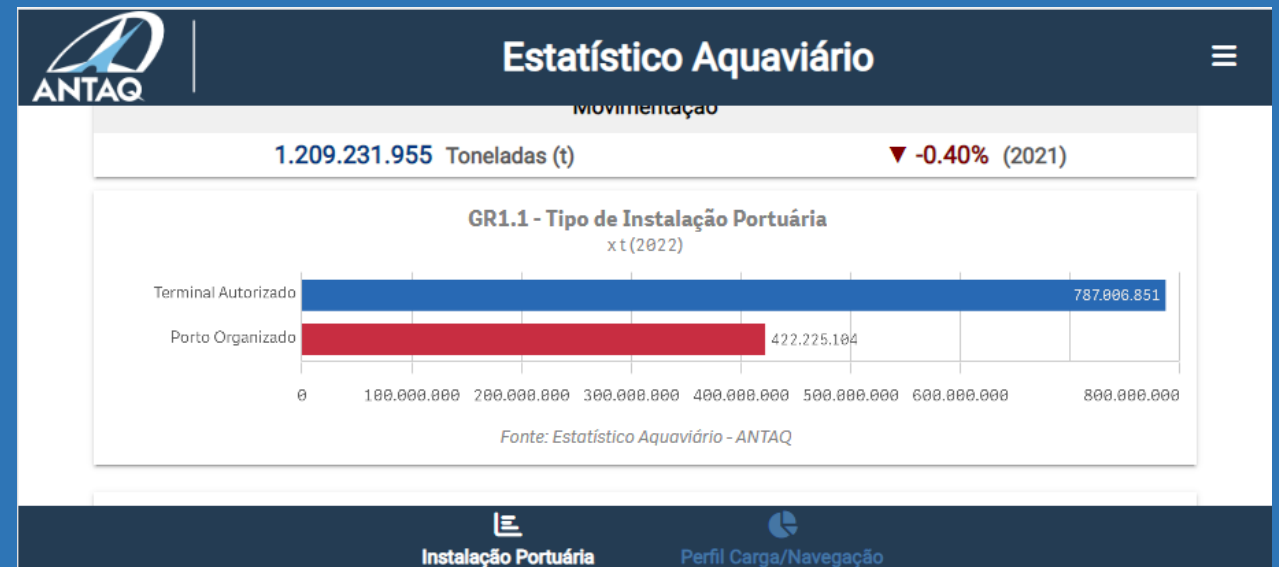 Estatístico Aquaviário
ANTAQ
Movimentação
1.209.231.955 Toneladas (t) ▼ -0.40% (2021)
GR1.1 - Tipo de Instalação Portuária
x t (2022)
Terminal Autorizado 787.006.851
Porto Organizado 422.225.104
0 100.000.000 200.000.000 300.000.000 400.000.000 500.000.000 600.000.000 800.000.000
Fonte: Estatístico Aquaviário - ANTAQ
Instalação Portuária Perfil Carga/Navegação